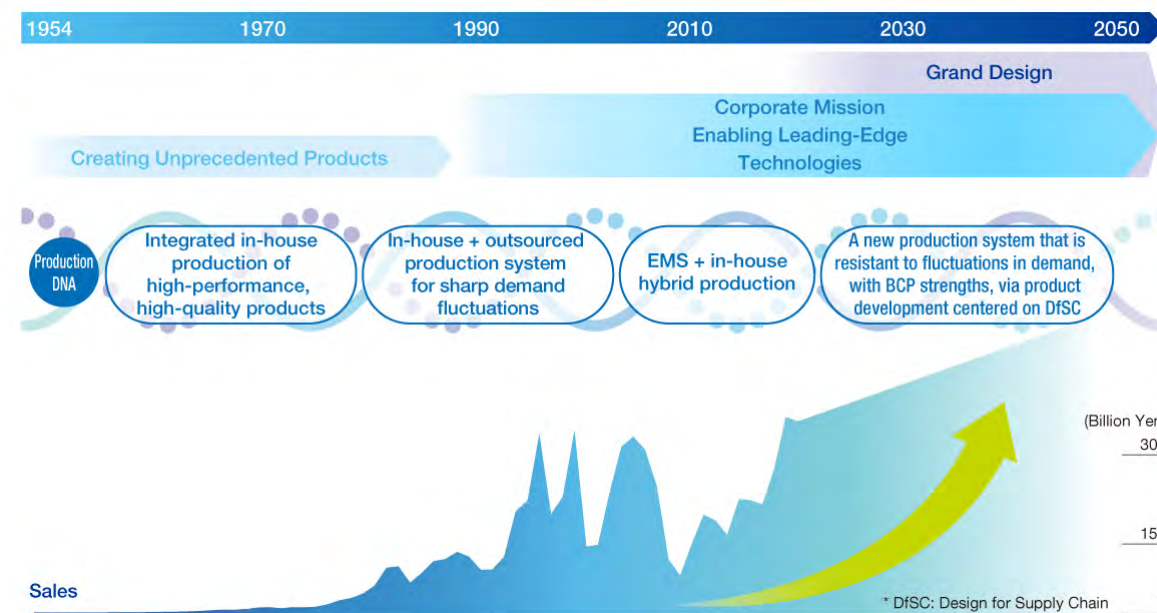 1954 1970 1990 2010 2030 2050
Grand Design
Corporate Mission
Enabling Leading-Edge
Technologies
Creating Unprecedented Products
Production
DNA
Integrated in-house
production of
high-performance,
high-quality products
In-house + outsourced
production system
for sharp demand
fluctuations
EMS + in-house
hybrid production
A new production system that is
resistant to fluctuations in demand,
with BCP strengths, via product
development centered on DfSC
(Billion Yen
30
15
Sales
* DfSC: Design for Supply Chain